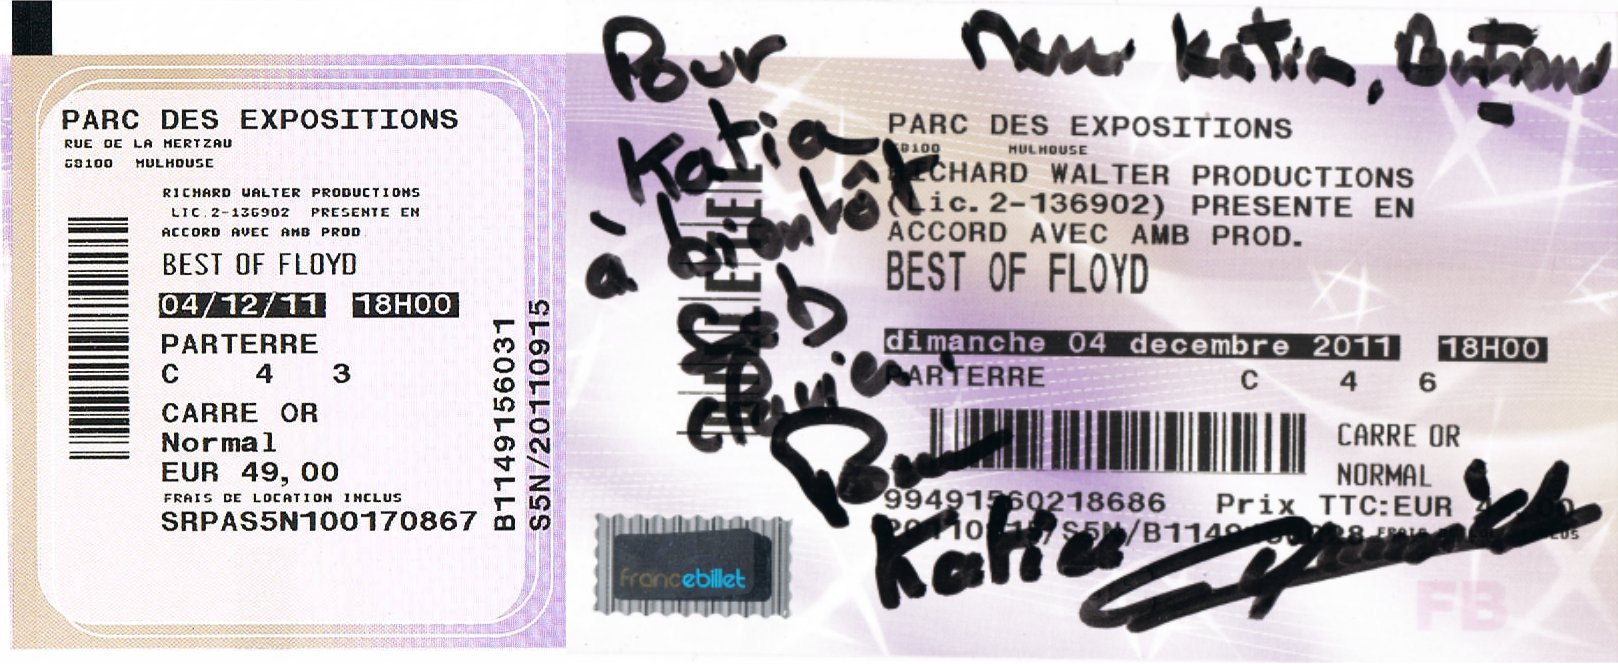 PARC DES EXPOSITIONS
RUE DE LA MERTZAU
68100 MULHOUSE
RICHARD WALTER PRODUCTIONS
LIC.2-136902 PRESENTE EN
ACCORD AVEC AMB PROD.
BEST OF FLOYD
04/12/11 18H00
PARTERRE
C 4 3
CARRE OR
Normal
EUR 49,00
FRAIS DE LOCATION INCLUS
SRPAS5N100170867
B1149156031
S5N/20110915
Pour
Katia
à bientôt
francebillet
Katia,
PARC DES EXPOSITIONS
68100 MULHOUSE
RICHARD WALTER PRODUCTIONS
(Lic.2-136902) PRESENTE EN
ACCORD AVEC AMB PROD.
BEST OF FLOYD
dimanche 04 decembre 2011 18H00
PARTERRE C 4 6
CARRE OR
NORMAL
99491560218686 Prix TTC:EUR
Pour
Katia
FB